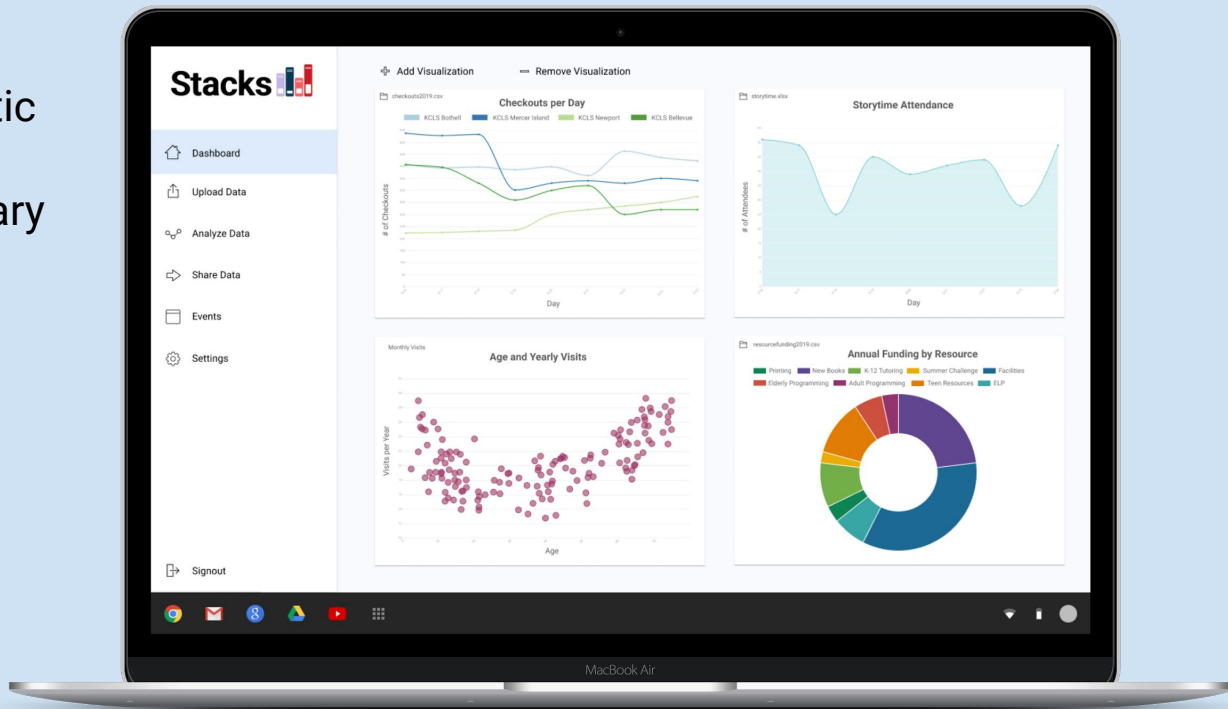 tic
ary
Stacks
Dashboard
Upload Data
Analyze Data
Share Data
Events
Settings
Signout
Add Visualization
Remove Visualization
checkouts2019.csv
Checkouts per Day
KCLS Bothell KCLS Mercer Island KCLS Newport KCLS Bellevue
# of Checkouts
Day
storytime.xlsx
Storytime Attendance
# of Attendees
Day
Monthly Visits
Age and Yearly Visits
Visits per Year
Age
resourcefunding2019.csv
Annual Funding by Resource
Printing New Books K-12 Tutoring Summer Challenge Facilities
Elderly Programming Adult Programming Teen Resources ELP
MacBook Air